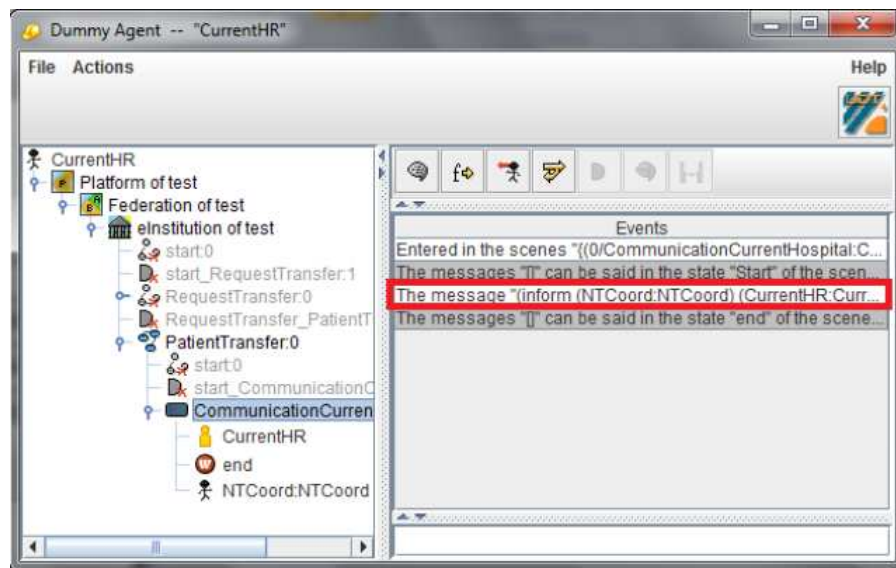 Dummy Agent -- "CurrentHR"
File Actions Help
CurrentHR
Platform of test
Federation of test
eInstitution of test
start:0
start_RequestTransfer:1
RequestTransfer:0
RequestTransfer_PatientT
PatientTransfer:0
start:0
start_CommunicationC
CommunicationCurren
CurrentHR
end
NTCoord:NTCoord
Events
Entered in the scenes "{(0/CommunicationCurrentHospital:C...
The messages "[]" can be said in the state "Start" of the scen...
The message "(inform (NTCoord:NTCoord) (CurrentHR:Curr...
The messages "[]" can be said in the state "end" of the scene...